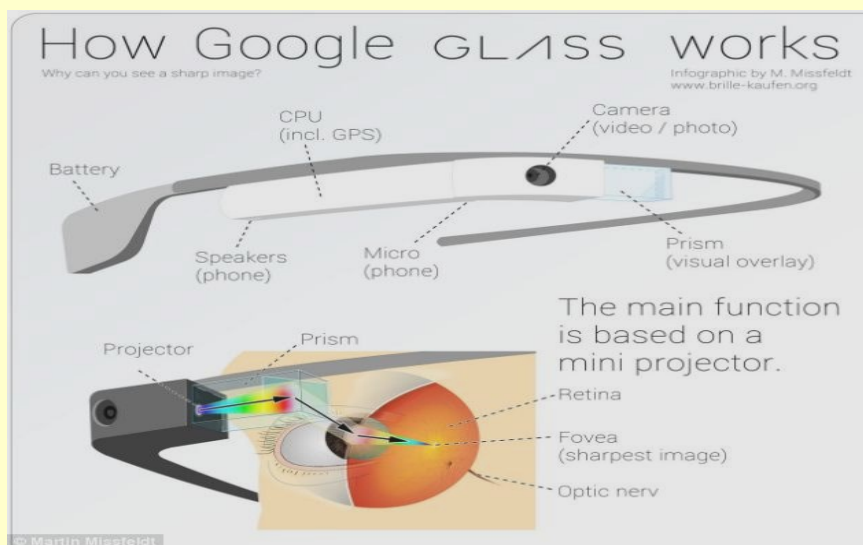 How Google GLASS works
Why can you see a sharp image?
Infographic by M. Missfeldt
www.brille-kaufen.org
CPU
(incl. GPS)
Camera
(video / photo)
Battery
Speakers
(phone)
Micro
(phone)
Prism
(visual overlay)
The main function
is based on a
mini projector.
Projector
Prism
Retina
Fovea
(sharpest image)
Optic nerv
© Martin Missfeldt